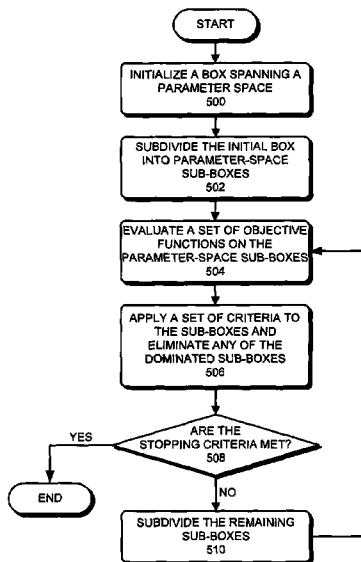 START
INITIALIZE A BOX SPANNING A
PARAMETER SPACE
500
SUBDIVIDE THE INITIAL BOX
INTO PARAMETER-SPACE
SUB-BOXES
502
EVALUATE A SET OF OBJECTIVE
FUNCTIONS ON THE
PARAMETER-SPACE SUB-BOXES
504
APPLY A SET OF CRITERIA TO
THE SUB-BOXES AND
ELIMINATE ANY OF THE
DOMINATED SUB-BOXES
506
YES
ARE THE
STOPPING CRITERIA MET?
508
END
NO
SUBDIVIDE THE REMAINING
SUB-BOXES
510